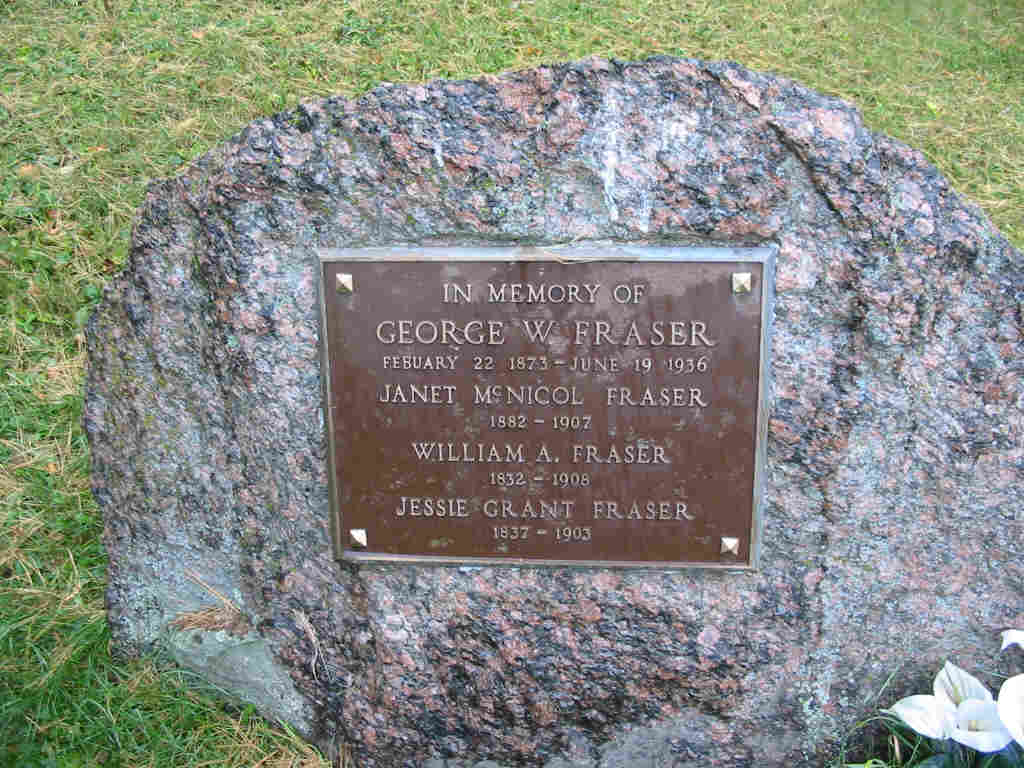 IN MEMORY OF
GEORGE W. FRASER
FEBUARY 22 1873 - JUNE 19 1936
JANET McNICOL FRASER
1882 - 1907
WILLIAM A. FRASER
1832 - 1908
JESSIE GRANT FRASER
1837 - 1903